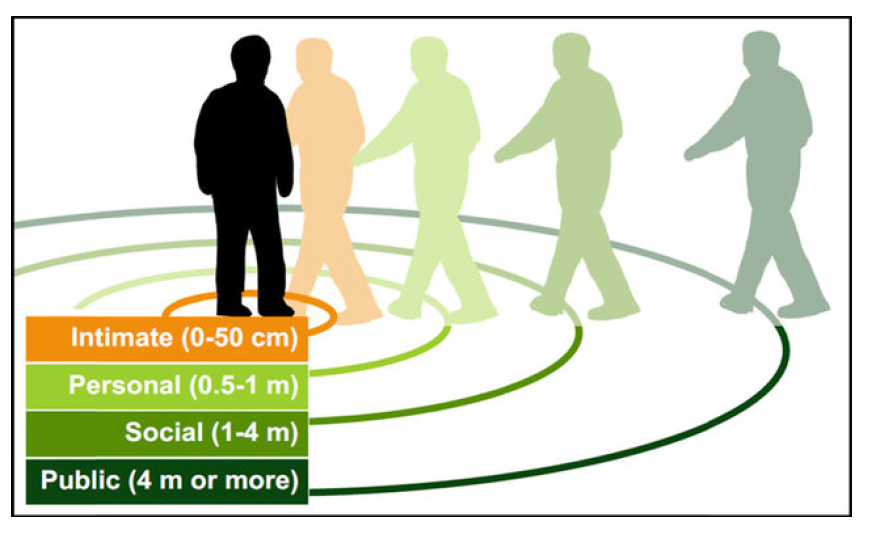 Intimate (0-50 cm)
Personal (0.5-1 m)
Social (1-4 m)
Public (4 m or more)